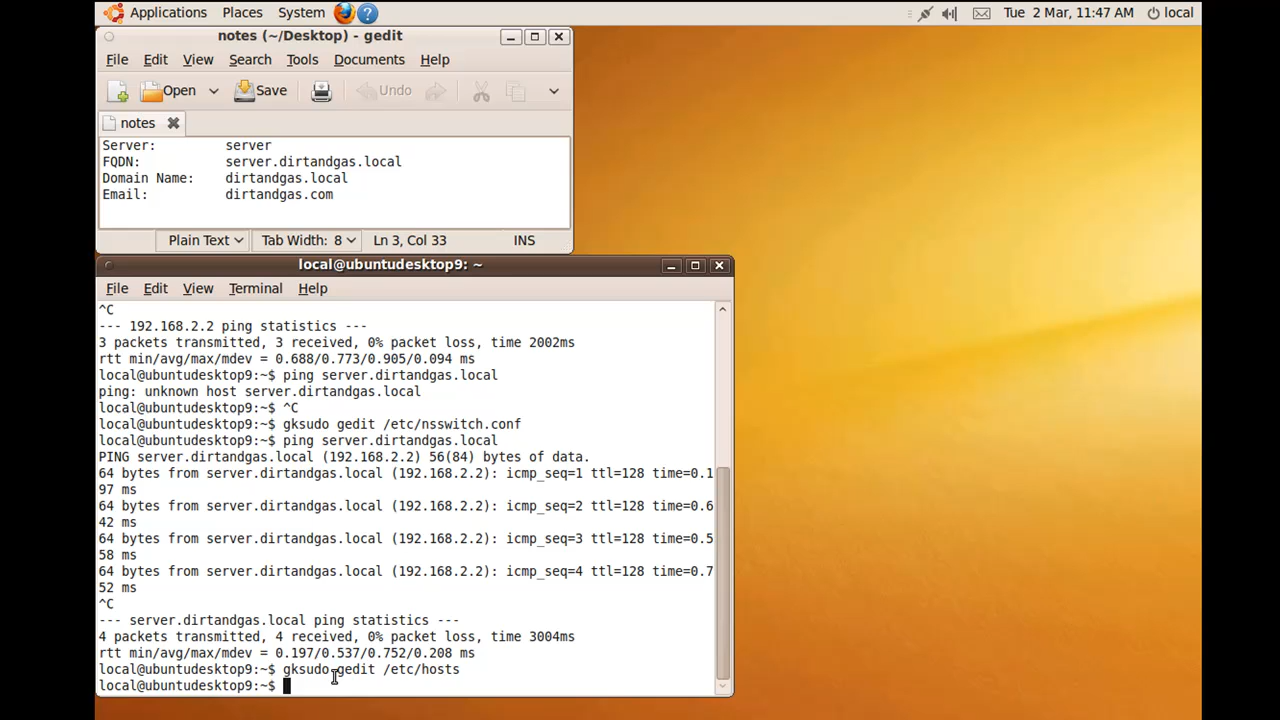 Applications Places System Tue 2 Mar, 11:47 AM local
notes (~/Desktop) - gedit
File Edit View Search Tools Documents Help
Open Save Undo
notes
Server: server
FQDN: server.dirtandgas.local
Domain Name: dirtandgas.local
Email: dirtandgas.com
Plain Text Tab Width: 8 Ln 3, Col 33 INS
local@ubuntudesktop9: ~
File Edit View Terminal Help
^C
--- 192.168.2.2 ping statistics ---
3 packets transmitted, 3 received, 0% packet loss, time 2002ms
rtt min/avg/max/mdev = 0.688/0.773/0.905/0.094 ms
local@ubuntudesktop9:~$ ping server.dirtandgas.local
ping: unknown host server.dirtandgas.local
local@ubuntudesktop9:~$ ^C
local@ubuntudesktop9:~$ gksudo gedit /etc/nsswitch.conf
local@ubuntudesktop9:~$ ping server.dirtandgas.local
PING server.dirtandgas.local (192.168.2.2) 56(84) bytes of data.
64 bytes from server.dirtandgas.local (192.168.2.2): icmp_seq=1 ttl=128 time=0.1
97 ms
64 bytes from server.dirtandgas.local (192.168.2.2): icmp_seq=2 ttl=128 time=0.6
42 ms
64 bytes from server.dirtandgas.local (192.168.2.2): icmp_seq=3 ttl=128 time=0.5
58 ms
64 bytes from server.dirtandgas.local (192.168.2.2): icmp_seq=4 ttl=128 time=0.7
52 ms
^C
--- server.dirtandgas.local ping statistics ---
4 packets transmitted, 4 received, 0% packet loss, time 3004ms
rtt min/avg/max/mdev = 0.197/0.537/0.752/0.208 ms
local@ubuntudesktop9:~$ gksudo gedit /etc/hosts
local@ubuntudesktop9:~$